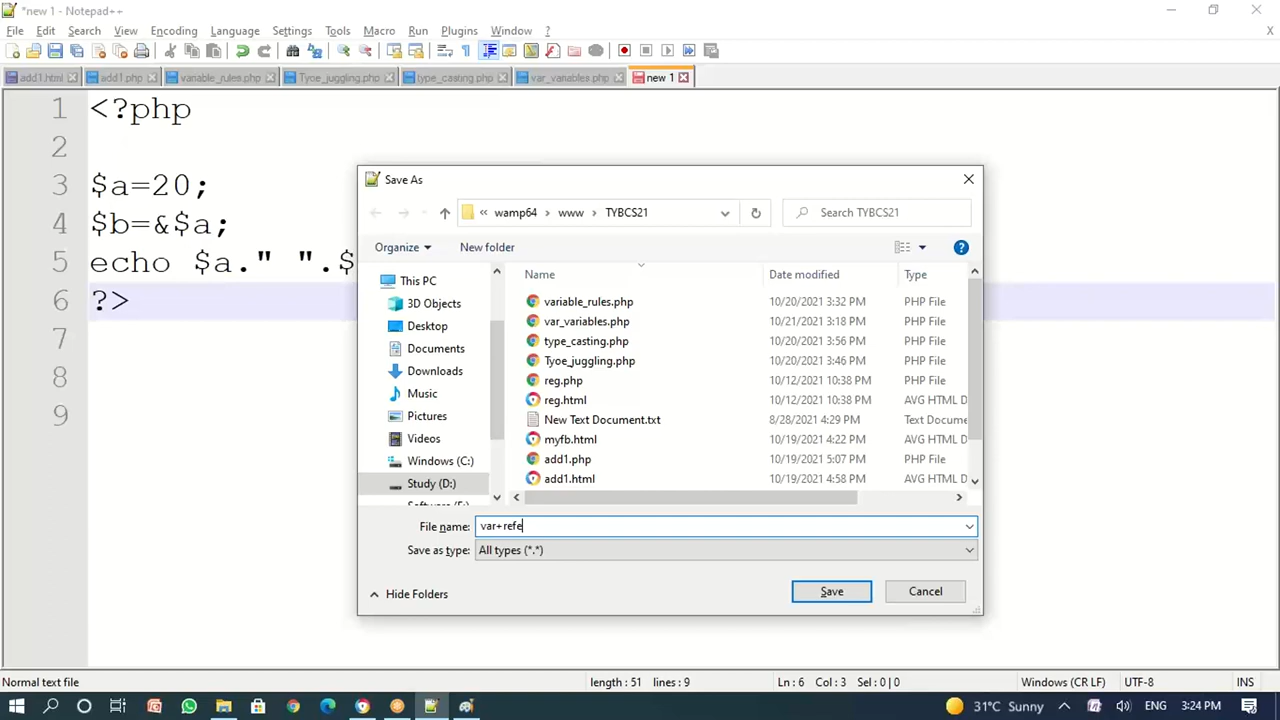 *new 1 - Notepad++
File Edit Search View Encoding Language Settings Tools Macro Run Plugins Window ? X
add1.html add1.php variable_rules.php Tyoe_juggling.php type_casting.php var_variables.php new 1
1 <?php
2
3 $a=20;
4 $b=&$a;
5 echo $a." ".$
6 ?>
7
8
9
Save As
« wamp64 › www › TYBCS21 Search TYBCS21
Organize New folder
Name Date modified Type
This PC
3D Objects
Desktop
Documents
Downloads
Music
Pictures
Videos
Windows (C:)
Study (D:)
variable_rules.php 10/20/2021 3:32 PM PHP File
var_variables.php 10/21/2021 3:18 PM PHP File
type_casting.php 10/20/2021 3:56 PM PHP File
Tyoe_juggling.php 10/20/2021 3:46 PM PHP File
reg.php 10/12/2021 10:38 PM PHP File
reg.html 10/12/2021 10:38 PM AVG HTML D
New Text Document.txt 8/28/2021 4:29 PM Text Docume
myfb.html 10/19/2021 4:22 PM AVG HTML D
add1.php 10/19/2021 5:07 PM PHP File
add1.html 10/19/2021 4:58 PM AVG HTML D
File name: var+refe
Save as type: All types (*.*)
Hide Folders Save Cancel
Normal text file length : 51 lines : 9 Ln : 6 Col : 3 Sel : 0 | 0 Windows (CR LF) UTF-8 INS
31°C Sunny 3:24 PM